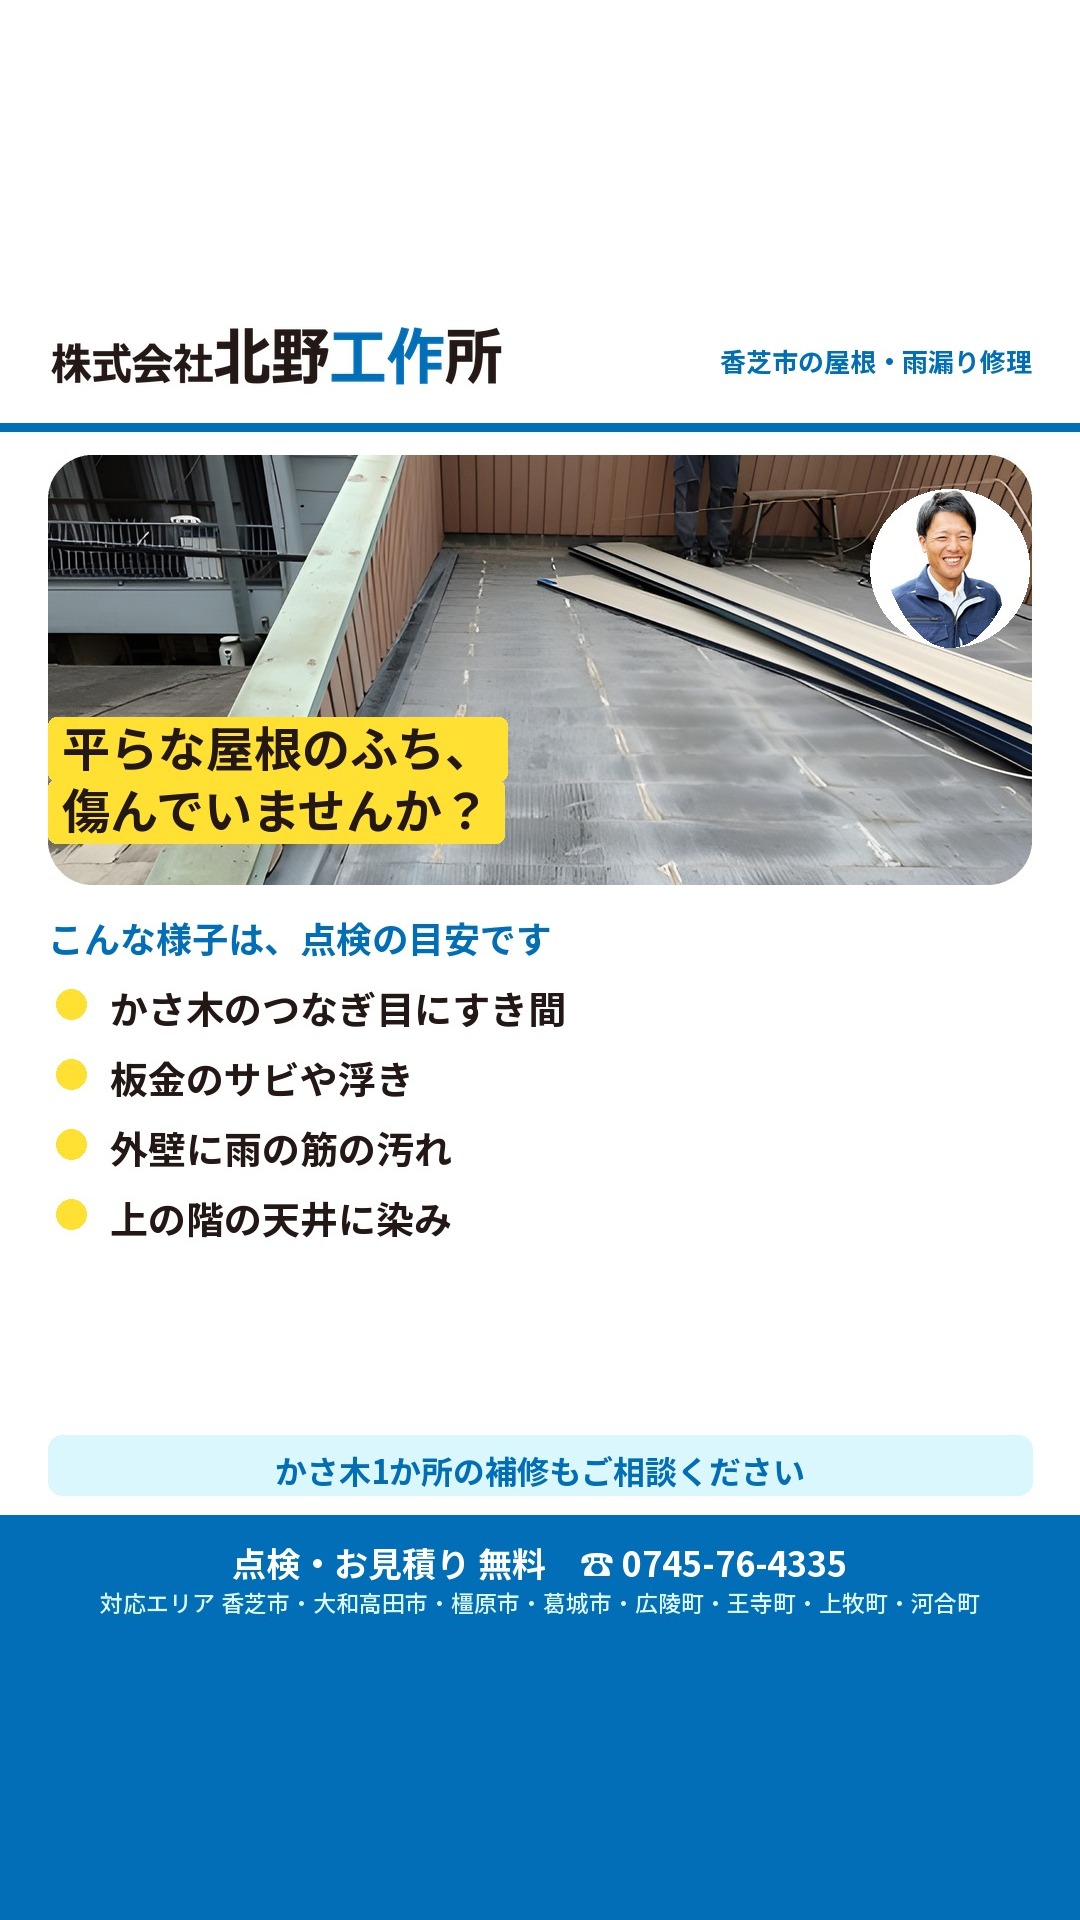 株式会社北野工作所
香芝市の屋根・雨漏り修理
平らな屋根のふち、
傷んでいませんか？
こんな様子は、点検の目安です
かさ木のつなぎ目にすき間
板金のサビや浮き
外壁に雨の筋の汚れ
上の階の天井に染み
かさ木1か所の補修もご相談ください
点検・お見積り 無料　☎ 0745-76-4335
対応エリア 香芝市・大和高田市・橿原市・葛城市・広陵町・王寺町・上牧町・河合町